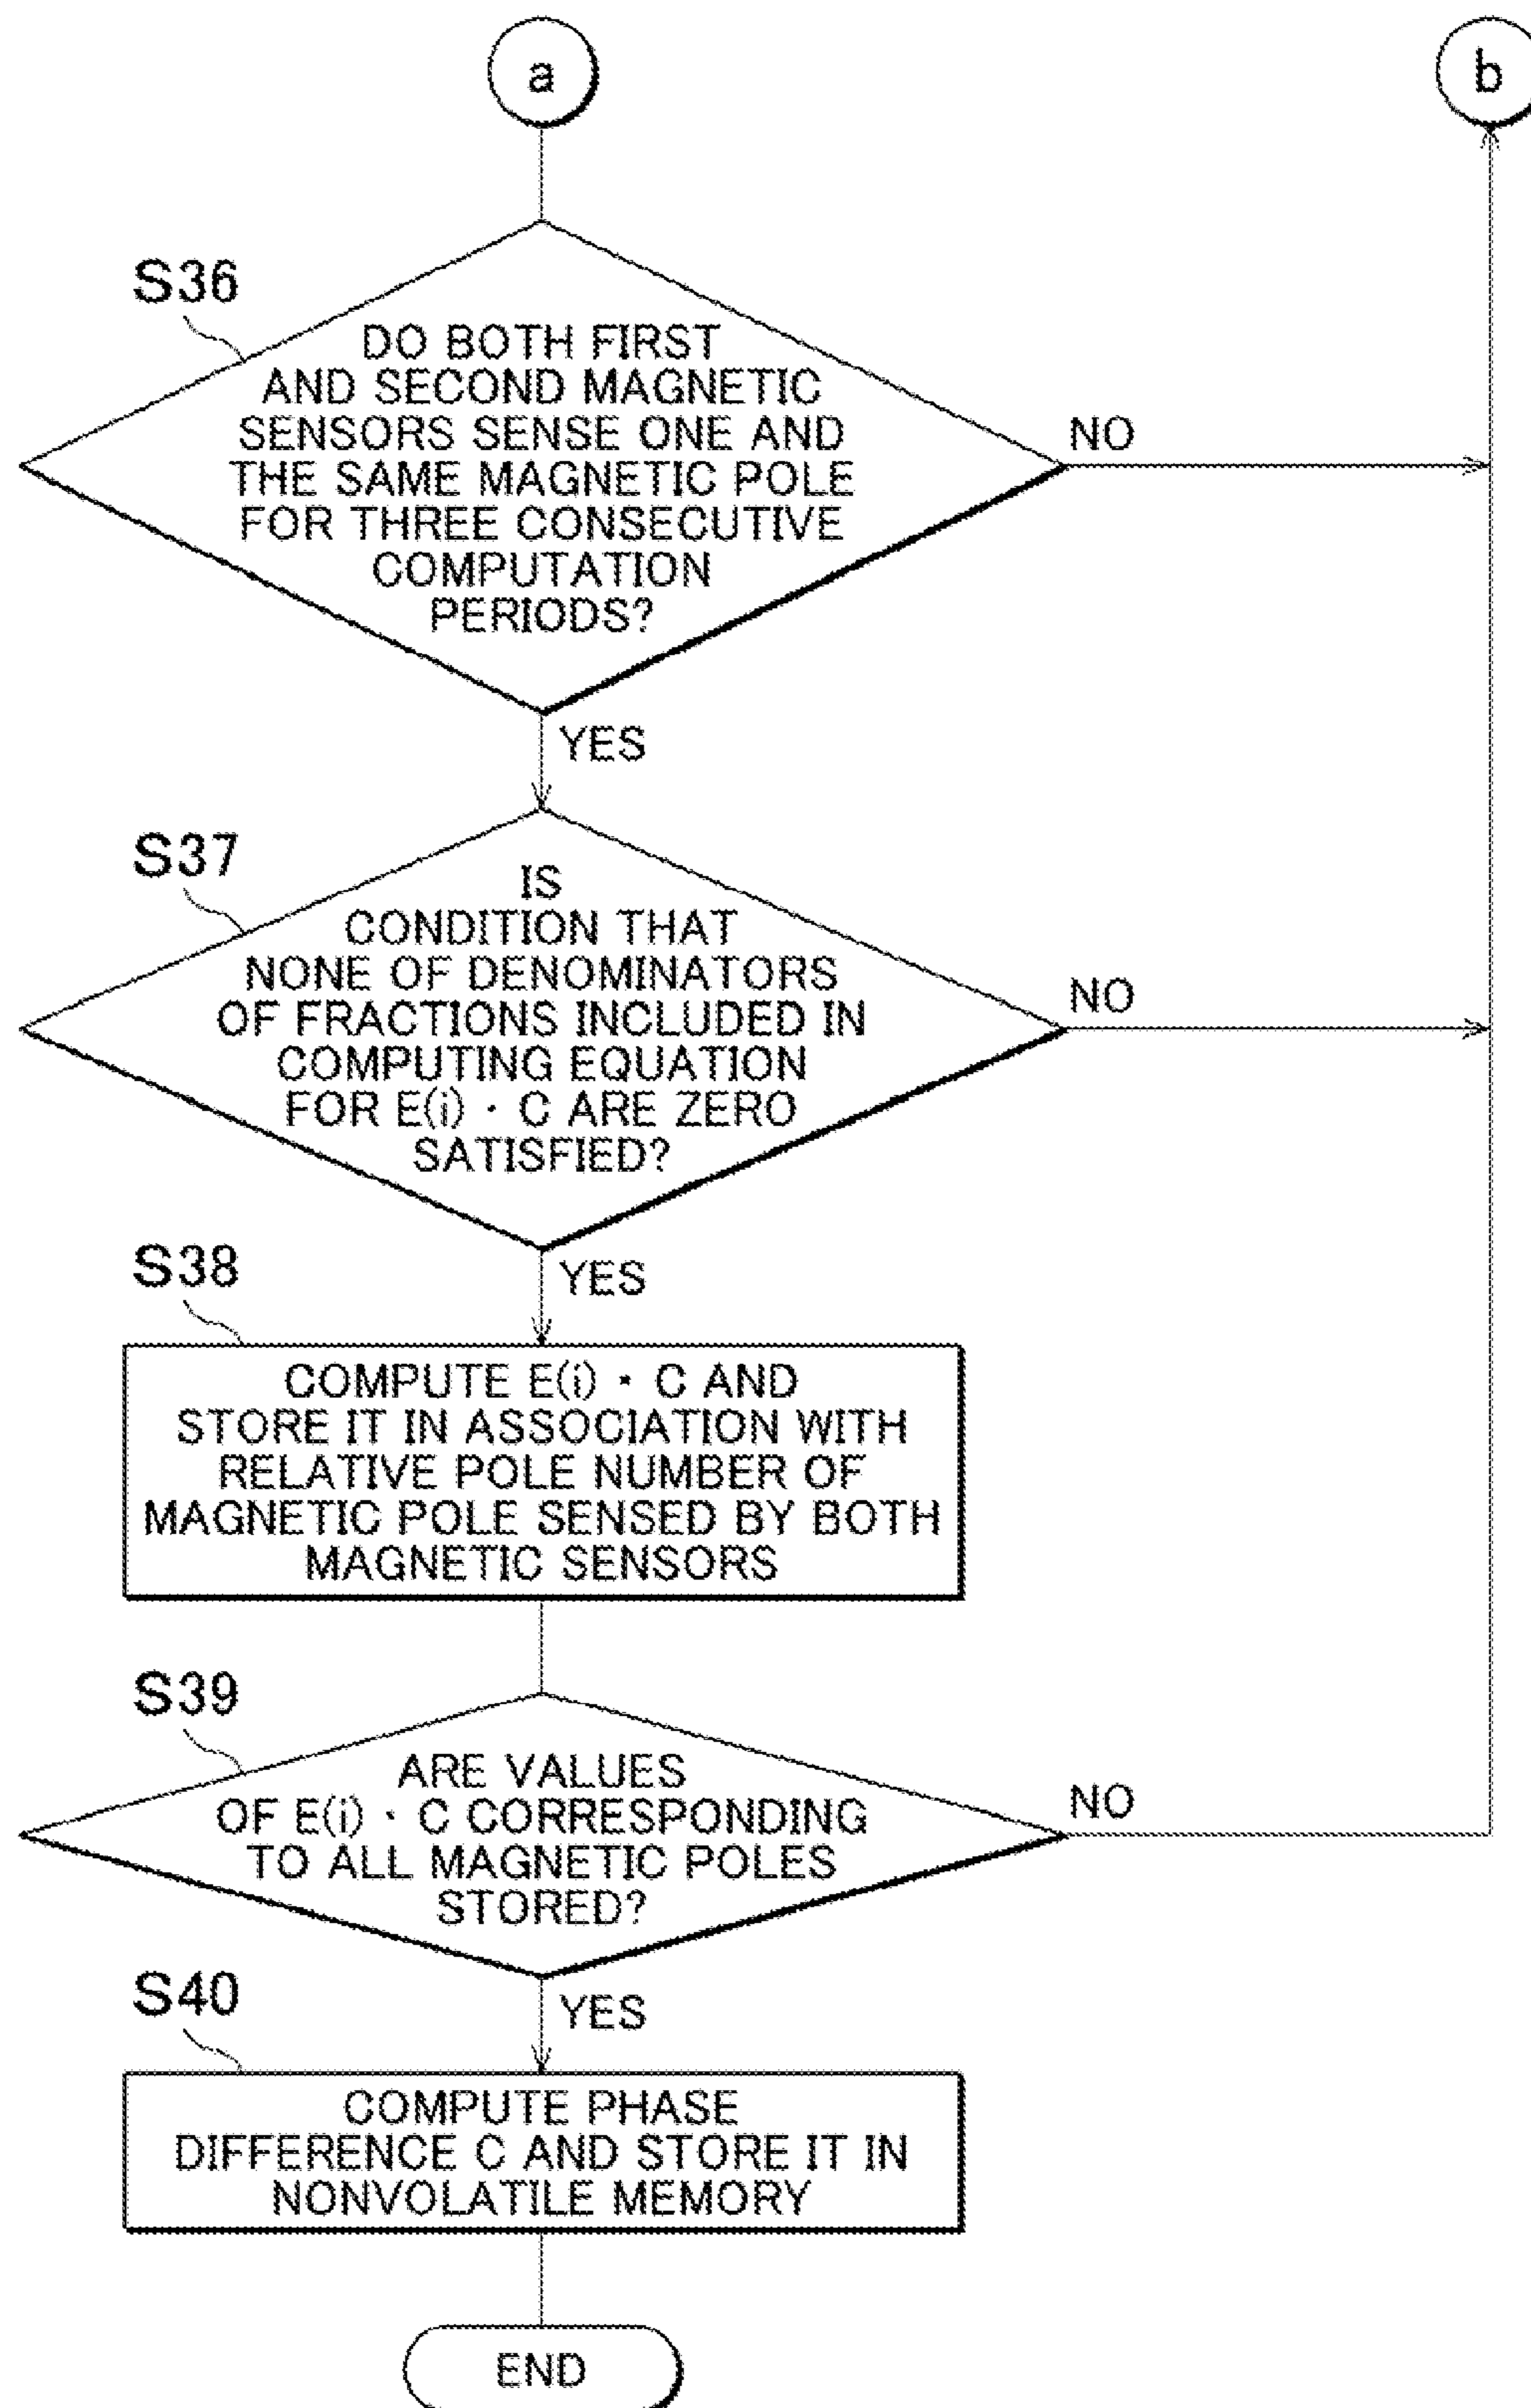 a
b
S36
DO BOTH FIRST
AND SECOND MAGNETIC
SENSORS SENSE ONE AND
THE SAME MAGNETIC POLE
FOR THREE CONSECUTIVE
COMPUTATION
PERIODS?
NO
YES
S37
IS
CONDITION THAT
NONE OF DENOMINATORS
OF FRACTIONS INCLUDED IN
COMPUTING EQUATION
FOR E(i) · C ARE ZERO
SATISFIED?
NO
YES
S38
COMPUTE E(i) · C AND
STORE IT IN ASSOCIATION WITH
RELATIVE POLE NUMBER OF
MAGNETIC POLE SENSED BY BOTH
MAGNETIC SENSORS
S39
ARE VALUES
OF E(i) · C CORRESPONDING
TO ALL MAGNETIC POLES
STORED?
NO
YES
S40
COMPUTE PHASE
DIFFERENCE C AND STORE IT IN
NONVOLATILE MEMORY
END